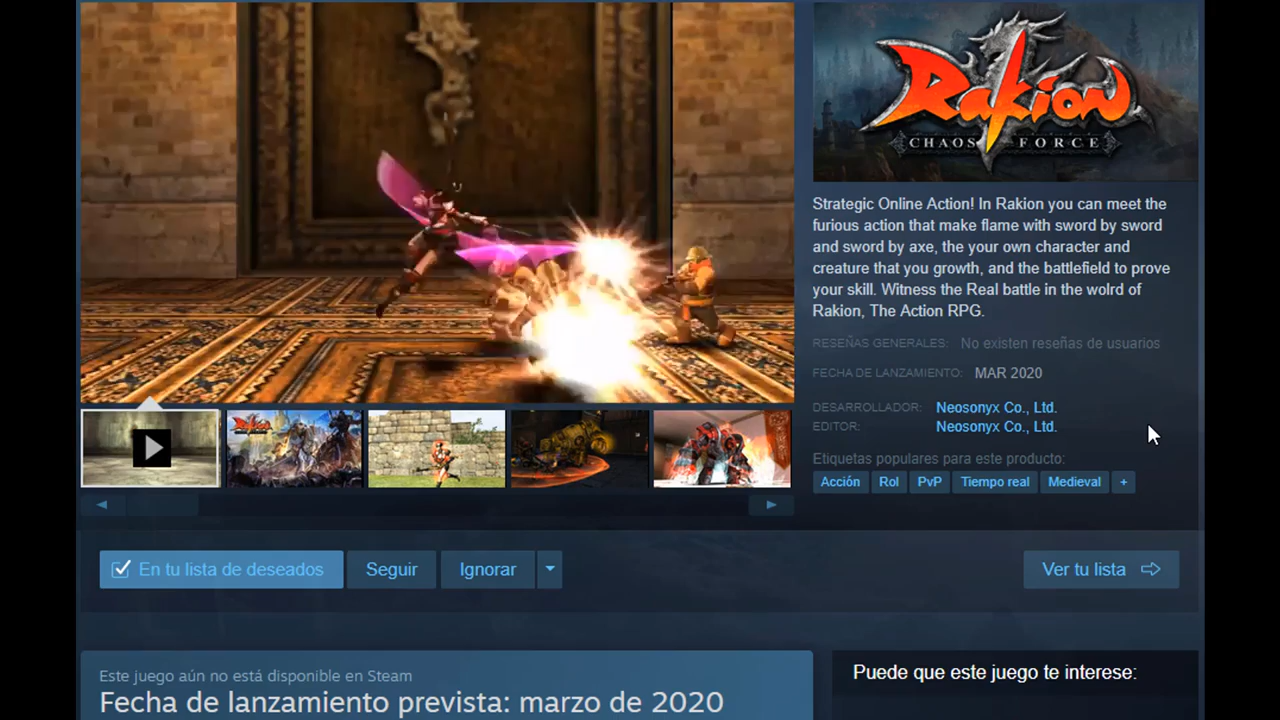 Rakion
CHAOS FORCE
Strategic Online Action! In Rakion you can meet the
furious action that make flame with sword by sword
and sword by axe, the your own character and
creature that you growth, and the battlefield to prove
your skill. Witness the Real battle in the wolrd of
Rakion, The Action RPG.
RESEÑAS GENERALES: No existen reseñas de usuarios
FECHA DE LANZAMIENTO: MAR 2020
DESARROLLADOR: Neosonyx Co., Ltd.
EDITOR: Neosonyx Co., Ltd.
Etiquetas populares para este producto:
Acción Rol PvP Tiempo real Medieval +
Rakion
En tu lista de deseados Seguir Ignorar Ver tu lista
Este juego aún no está disponible en Steam
Fecha de lanzamiento prevista: marzo de 2020
Puede que este juego te interese: